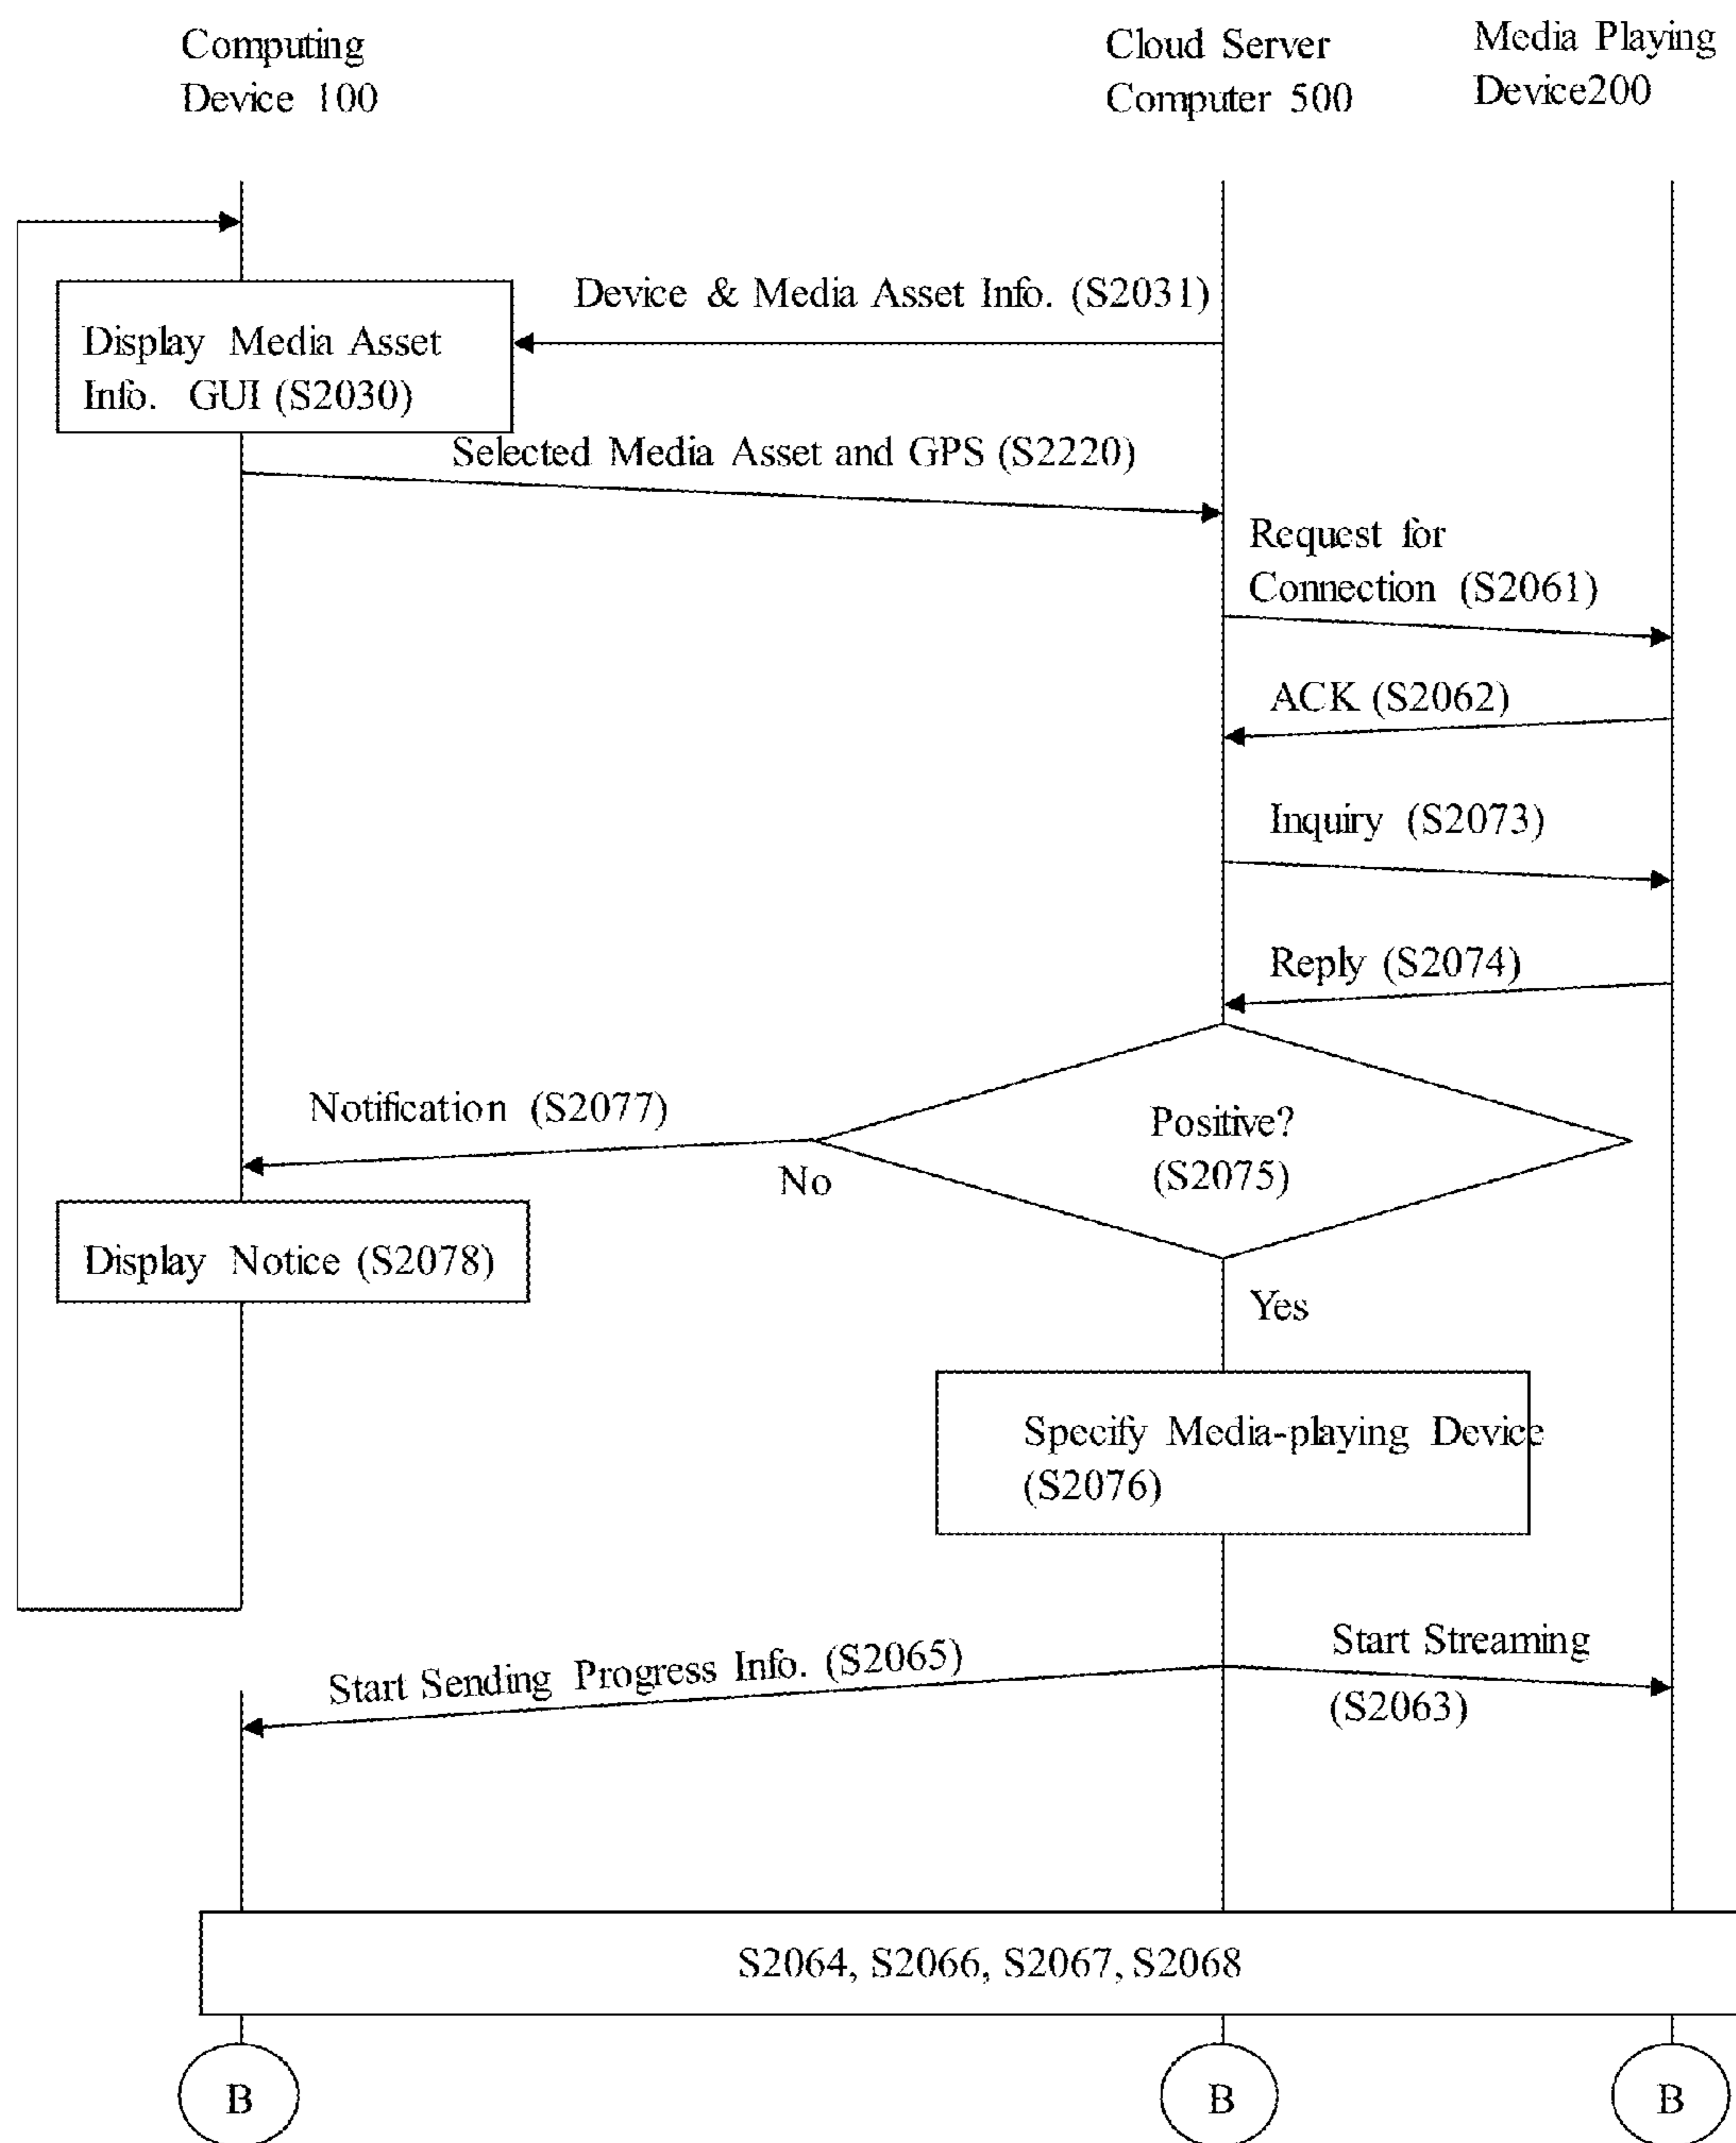 Computing
Device 100
Cloud Server
Computer 500
Media Playing
Device200
Device & Media Asset Info. (S2031)
Display Media Asset
Info. GUI (S2030)
Selected Media Asset and GPS (S2220)
Request for
Connection (S2061)
ACK (S2062)
Inquiry (S2073)
Reply (S2074)
Notification (S2077)
Positive?
(S2075)
No
Display Notice (S2078)
Yes
Specify Media-playing Device
(S2076)
Start Sending Progress Info. (S2065)
Start Streaming
(S2063)
S2064, S2066, S2067, S2068
B
B
B